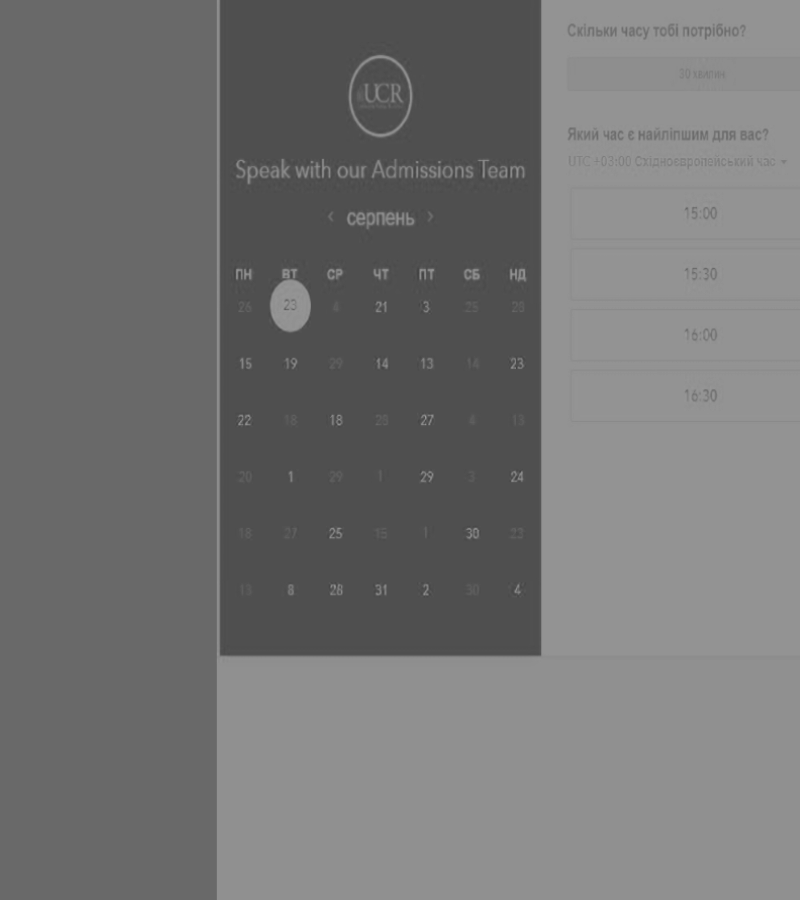 UCR
Speak with our Admissions Team
‹ серпень ›
ПН ВТ СР ЧТ ПТ СБ НД
26 23 4 21 3 25 28
15 19 29 14 13 14 23
22 18 18 28 27 4 13
20 1 29 1 29 3 24
18 27 25 15 1 30 23
13 8 28 31 2 30 4
Скільки часу тобі потрібно?
30 хвилин
Який час є найліпшим для вас?
UTC +03:00 Східноєвропейський час
15:00
15:30
16:00
16:30